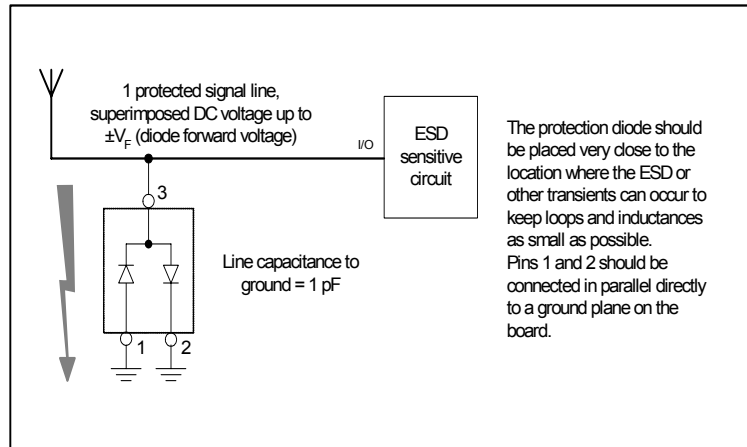 1 protected signal line,
superimposed DC voltage up to
±VF (diode forward voltage)
I/O
ESD
sensitive
circuit
3
Line capacitance to
ground = 1 pF
1
2
The protection diode should
be placed very close to the
location where the ESD or
other transients can occur to
keep loops and inductances
as small as possible.
Pins 1 and 2 should be
connected in parallel directly
to a ground plane on the
board.